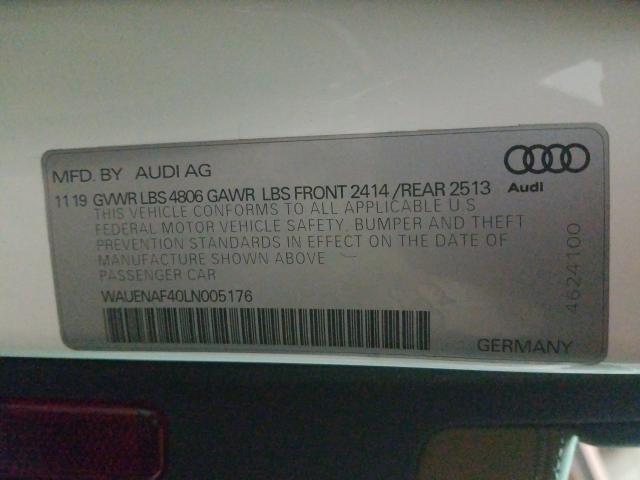 MFD. BY AUDI AG
11 19 GVWR LBS 4806 GAWR LBS FRONT 2414 / REAR 2513
Audi
THIS VEHICLE CONFORMS TO ALL APPLICABLE U S
FEDERAL MOTOR VEHICLE SAFETY, BUMPER AND THEFT
PREVENTION STANDARDS IN EFFECT ON THE DATE OF
MANUFACTURE SHOWN ABOVE
PASSENGER CAR
WAUENAF40LN005176
GERMANY
4624100